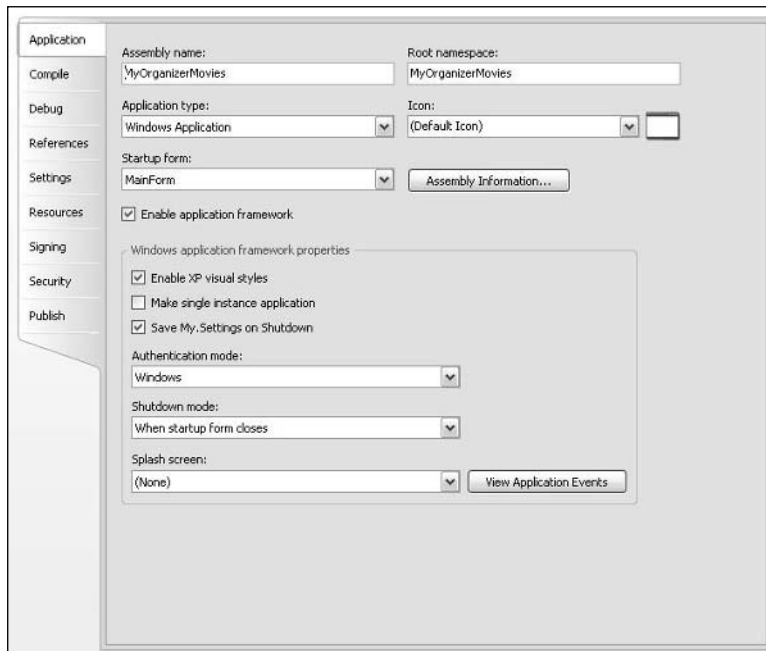 Application
Compile
Debug
References
Settings
Resources
Signing
Security
Publish
Assembly name:
MyOrganizerMovies
Root namespace:
MyOrganizerMovies
Application type:
Windows Application
Icon:
(Default Icon)
Startup form:
MainForm
Assembly Information...
Enable application framework
Windows application framework properties
Enable XP visual styles
Make single instance application
Save My.Settings on Shutdown
Authentication mode:
Windows
Shutdown mode:
When startup form closes
Splash screen:
(None)
View Application Events